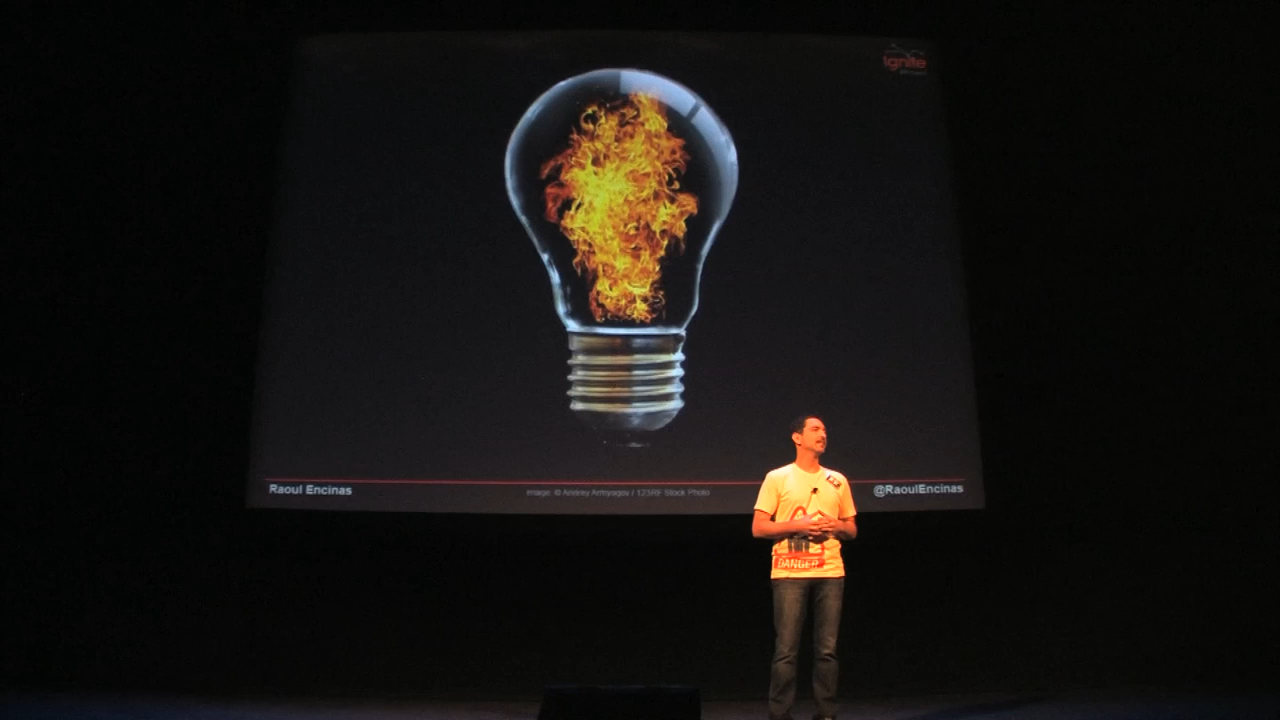 ignite
Raoul Encinas
image: © Andrey Armyagov / 123RF Stock Photo
@RaoulEncinas
DANGER